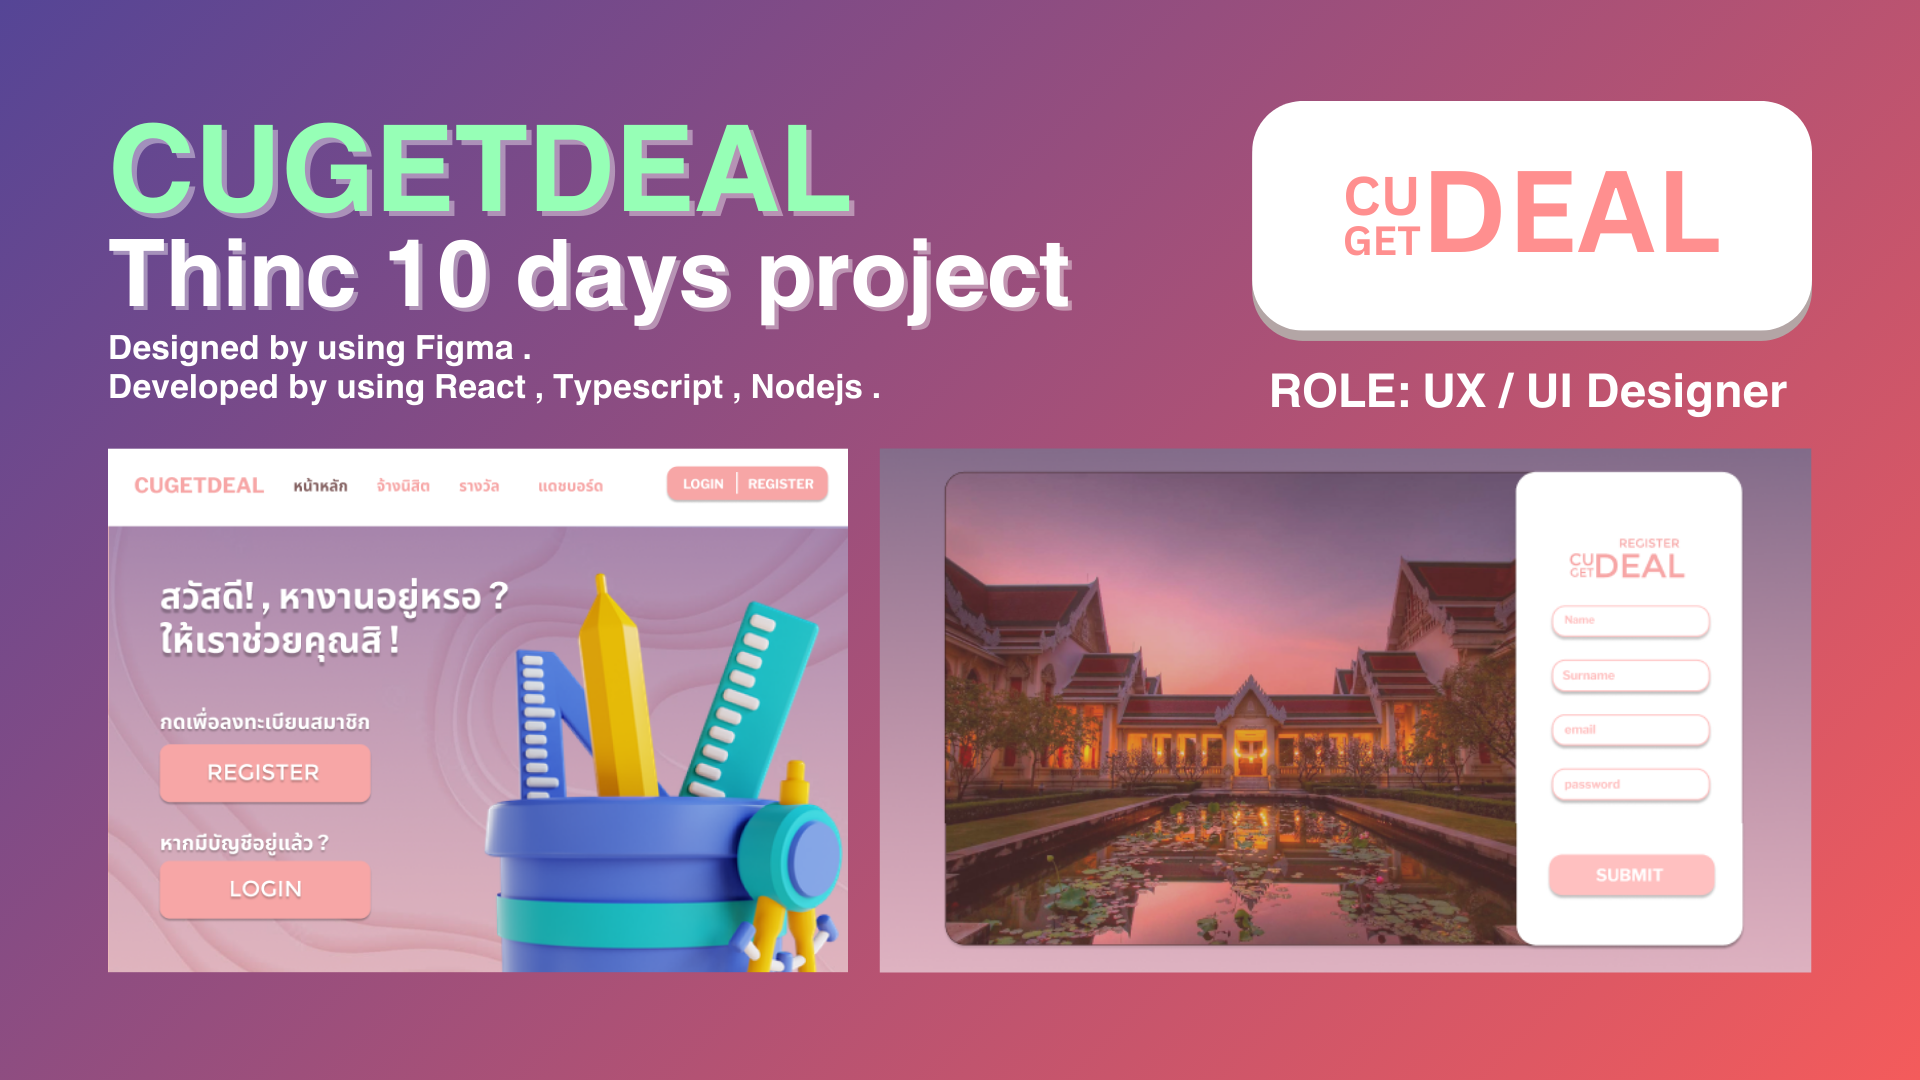 CUGETDEAL
Thinc 10 days project
Designed by using Figma .
Developed by using React , Typescript , Nodejs .
CU
GET
DEAL
ROLE: UX / UI Designer
CUGETDEAL หน้าหลัก จ้างนิสิต รางวัล แดชบอร์ด LOGIN REGISTER
สวัสดี! , หางานอยู่หรอ ?
ให้เราช่วยคุณสิ !
กดเพื่อลงทะเบียนสมาชิก
REGISTER
หากมีบัญชีอยู่แล้ว ?
LOGIN
REGISTER
CU
GET
DEAL
Name
Surname
email
password
SUBMIT